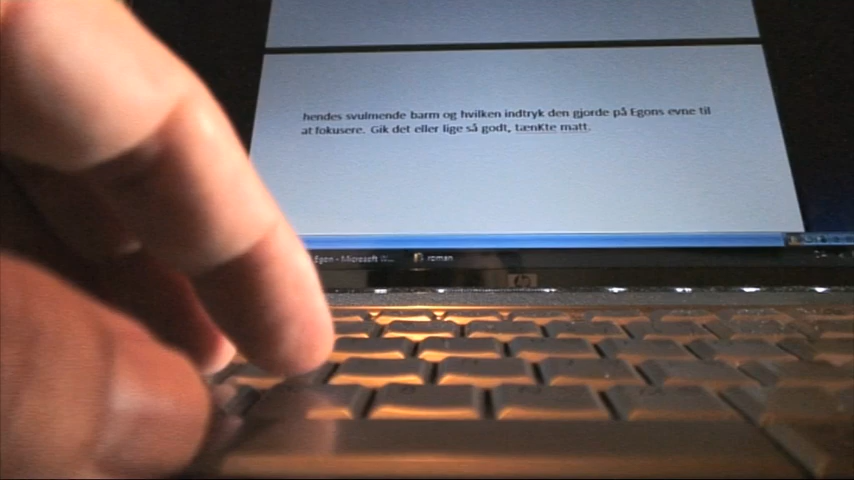 hendes svulmende barm og hvilken indtryk den gjorde på Egons evne til
at fokusere. Gik det eller lige så godt, tænKte matt.
Egon - Microsoft
roman
hp